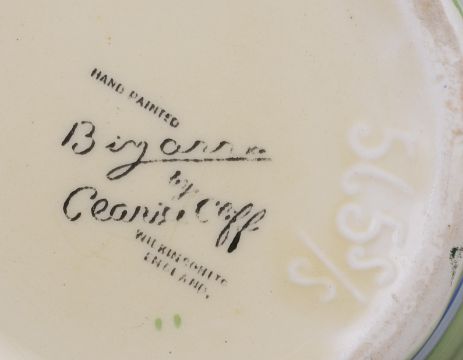 HAND PAINTED
Bizarre
by
Clarice Cliff
WILKINSON LTD
ENGLAND.